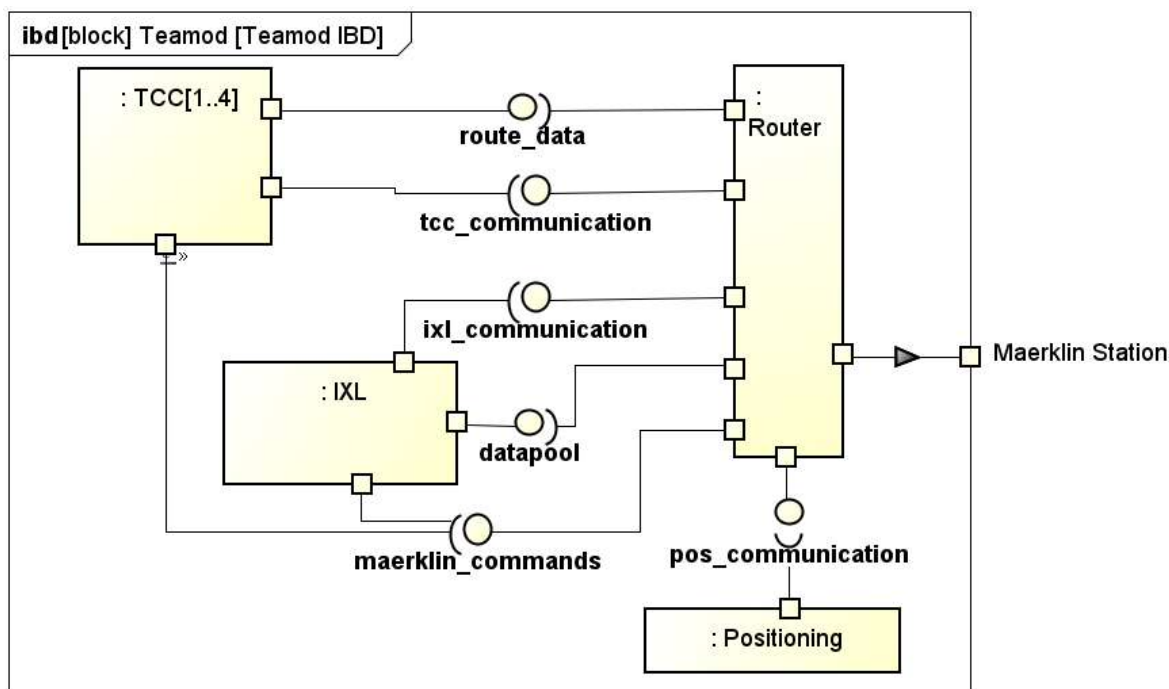 ibd[block] Teamod [Teamod IBD]
: TCC[1..4]
:
Router
route_data
tcc_communication
ixl_communication
Maerklin Station
: IXL
datapool
maerklin_commands
pos_communication
: Positioning